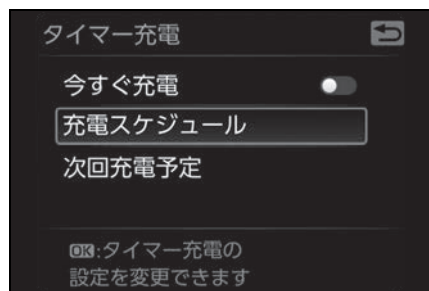 タイマー充電
今すぐ充電
充電スケジュール
次回充電予定
OK:タイマー充電の
設定を変更できます